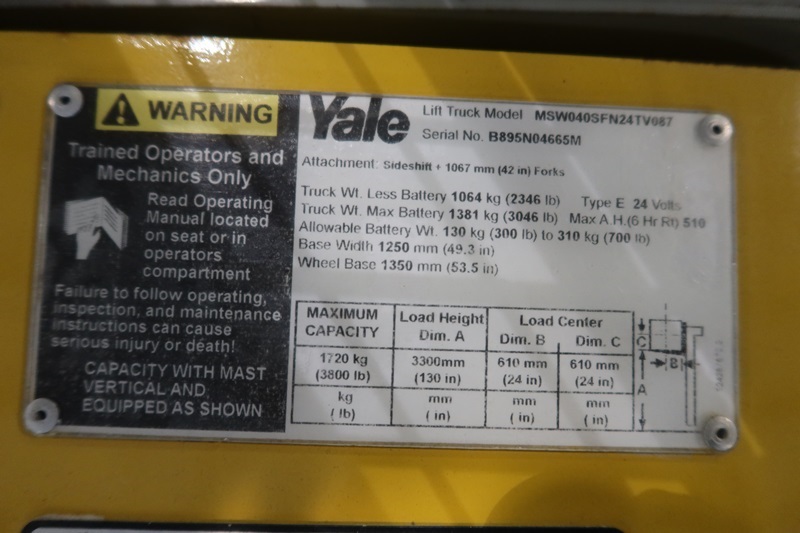 WARNING
Trained Operators and
Mechanics Only
Read Operating
Manual located
on seat or in
operators
compartment
Failure to follow operating,
inspection, and maintenance
instructions can cause
serious injury or death!
CAPACITY WITH MAST
VERTICAL AND
EQUIPPED AS SHOWN
Yale
Lift Truck Model MSW040SFN24TV087
Serial No. B895N04665M
Attachment: Sideshift + 1067 mm (42 in) Forks
Truck Wt. Less Battery 1064 kg (2346 lb) Type E 24 Volts
Truck Wt. Max Battery 1381 kg (3046 lb) Max A.H.(6 Hr Rt) 510
Allowable Battery Wt. 130 kg (300 lb) to 310 kg (700 lb)
Base Width 1250 mm (49.3 in)
Wheel Base 1350 mm (53.5 in)
MAXIMUM CAPACITY Load Height Dim. A Load Center Dim. B Dim. C
1720 kg 3300mm 610 mm 610 mm
(3800 lb) (130 in) (24 in) (24 in)
kg mm mm mm
( lb) ( in) ( in) ( in)
C
B
A